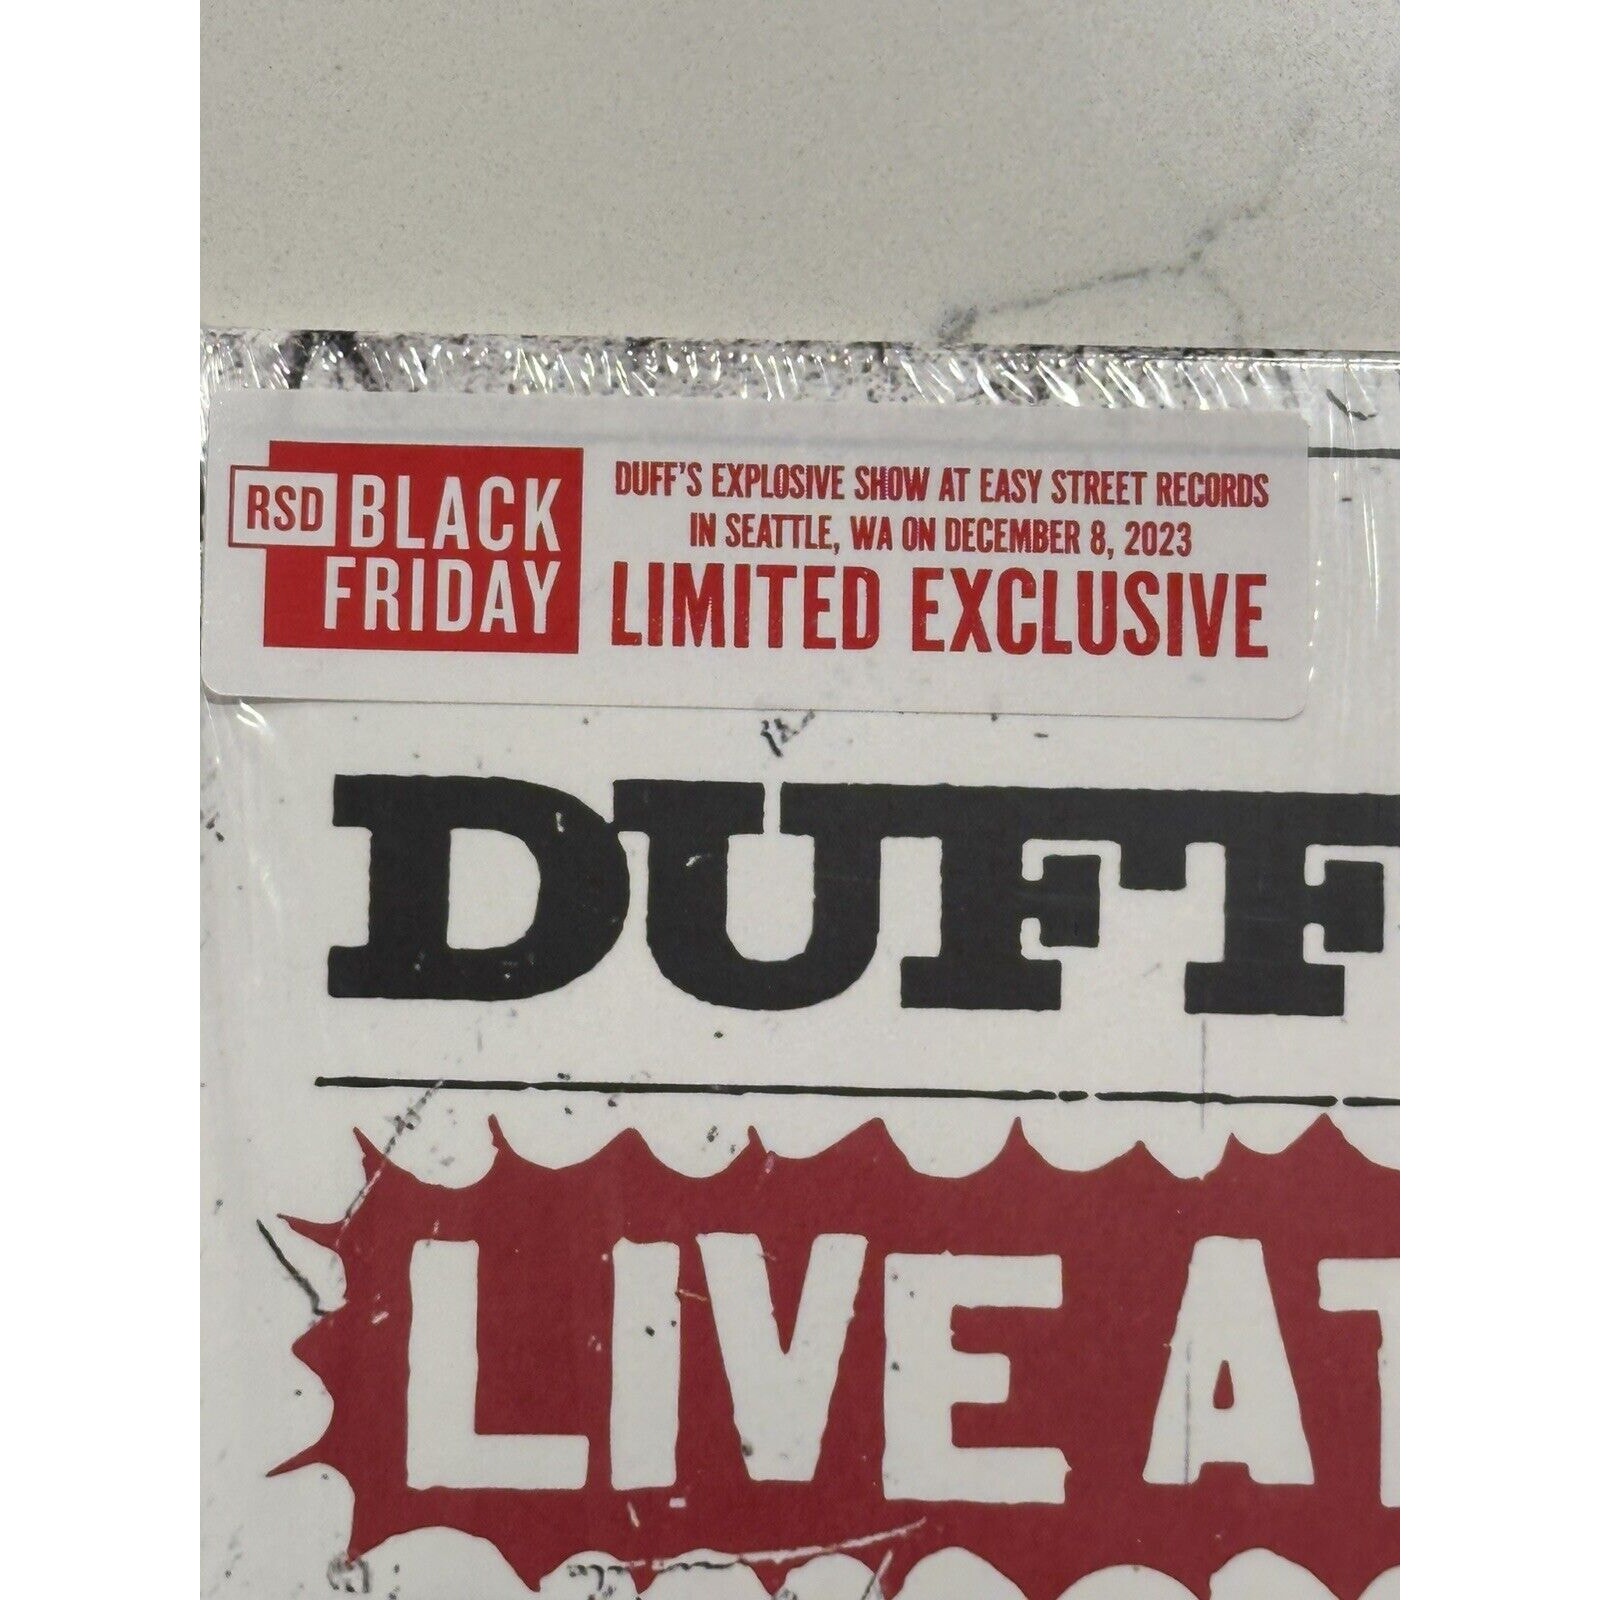 RSD BLACK
FRIDAY
DUFF'S EXPLOSIVE SHOW AT EASY STREET RECORDS
IN SEATTLE, WA ON DECEMBER 8, 2023
LIMITED EXCLUSIVE
DUFF
LIVE AT